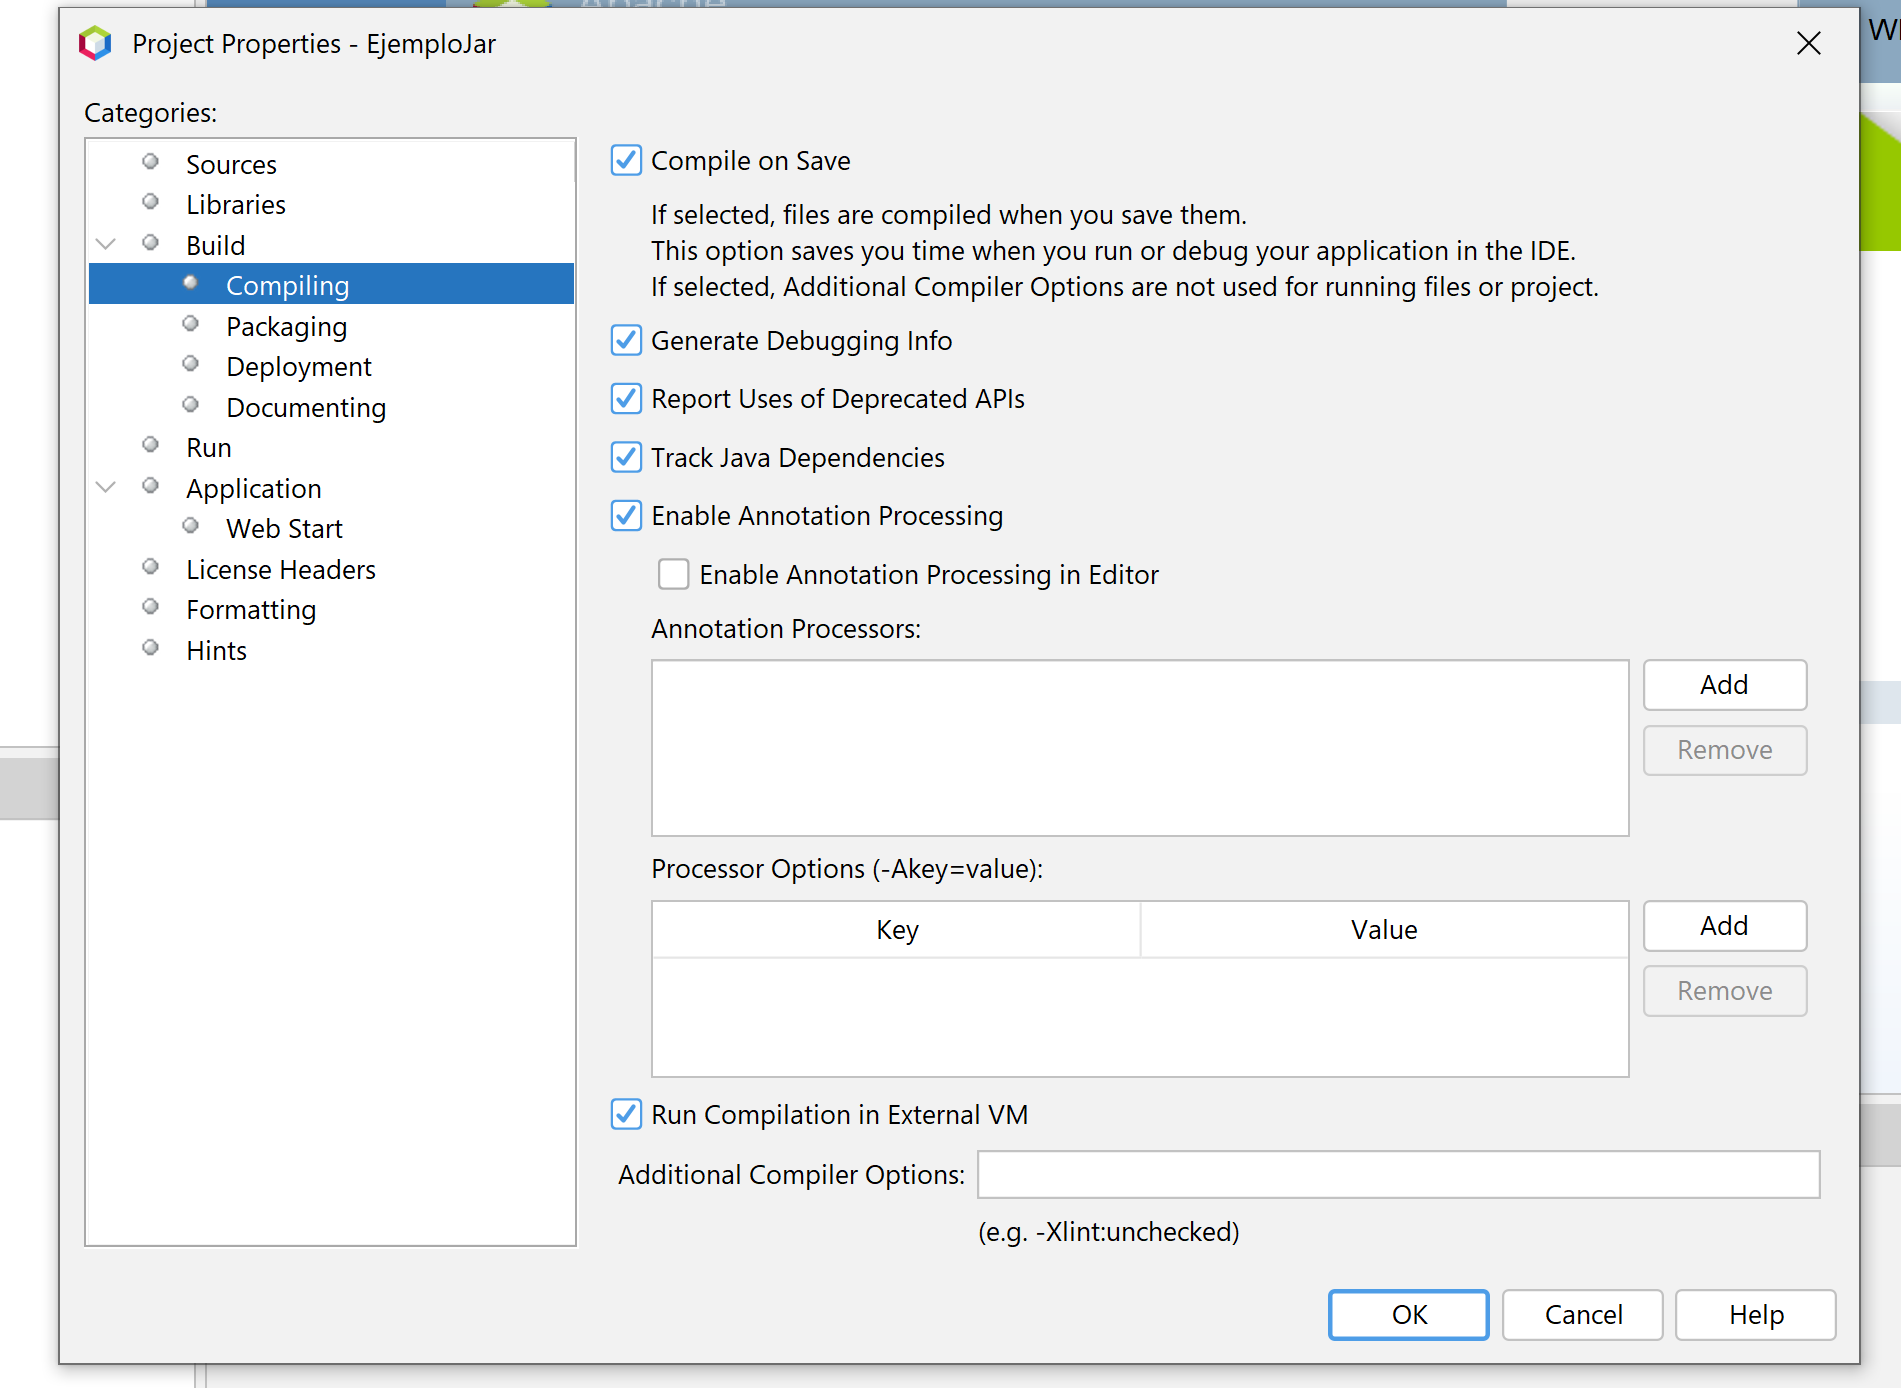 Apache
Project Properties - EjemploJar
Categories:
Sources
Libraries
Build
Compiling
Packaging
Deployment
Documenting
Run
Application
Web Start
License Headers
Formatting
Hints
Compile on Save
If selected, files are compiled when you save them.
This option saves you time when you run or debug your application in the IDE.
If selected, Additional Compiler Options are not used for running files or project.
Generate Debugging Info
Report Uses of Deprecated APIs
Track Java Dependencies
Enable Annotation Processing
Enable Annotation Processing in Editor
Annotation Processors:
Add
Remove
Processor Options (-Akey=value):
Key Value
Add
Remove
Run Compilation in External VM
Additional Compiler Options:
(e.g. -Xlint:unchecked)
OK Cancel Help